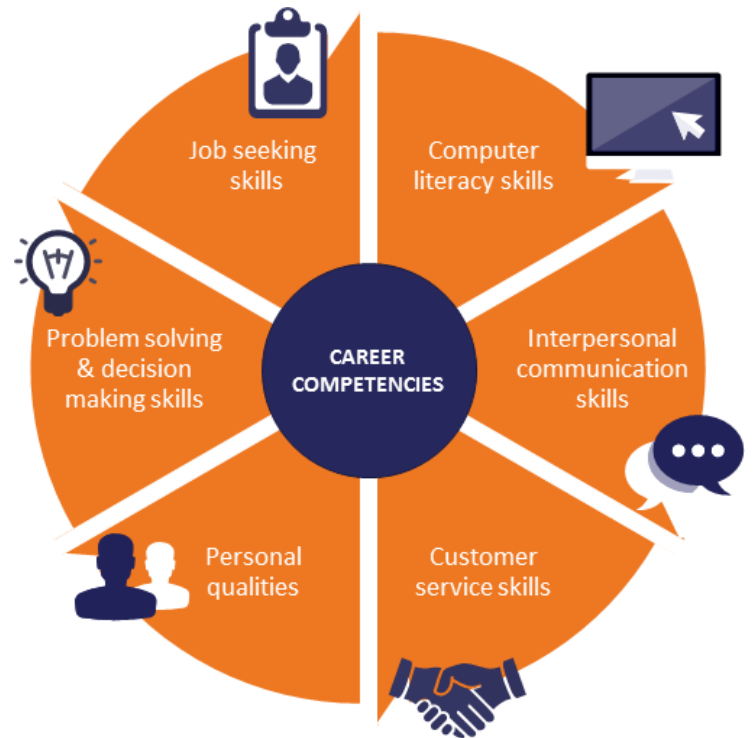 Job seeking
skills
Computer
literacy skills
Interpersonal
communication
skills
Customer
service skills
Personal
qualities
Problem solving
& decision
making skills
CAREER
COMPETENCIES